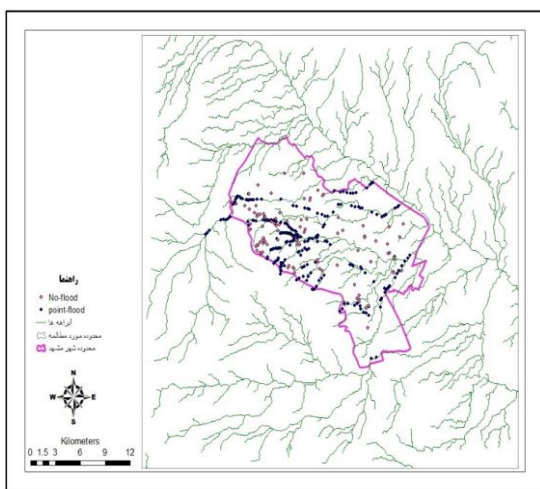 راهنما
No-flood
point-flood
آبراهه ها
محدوده مورد مطالعه
محدوده شهر مشهد
N
W E
S
Kilometers
0 1.5 3 6 9 12